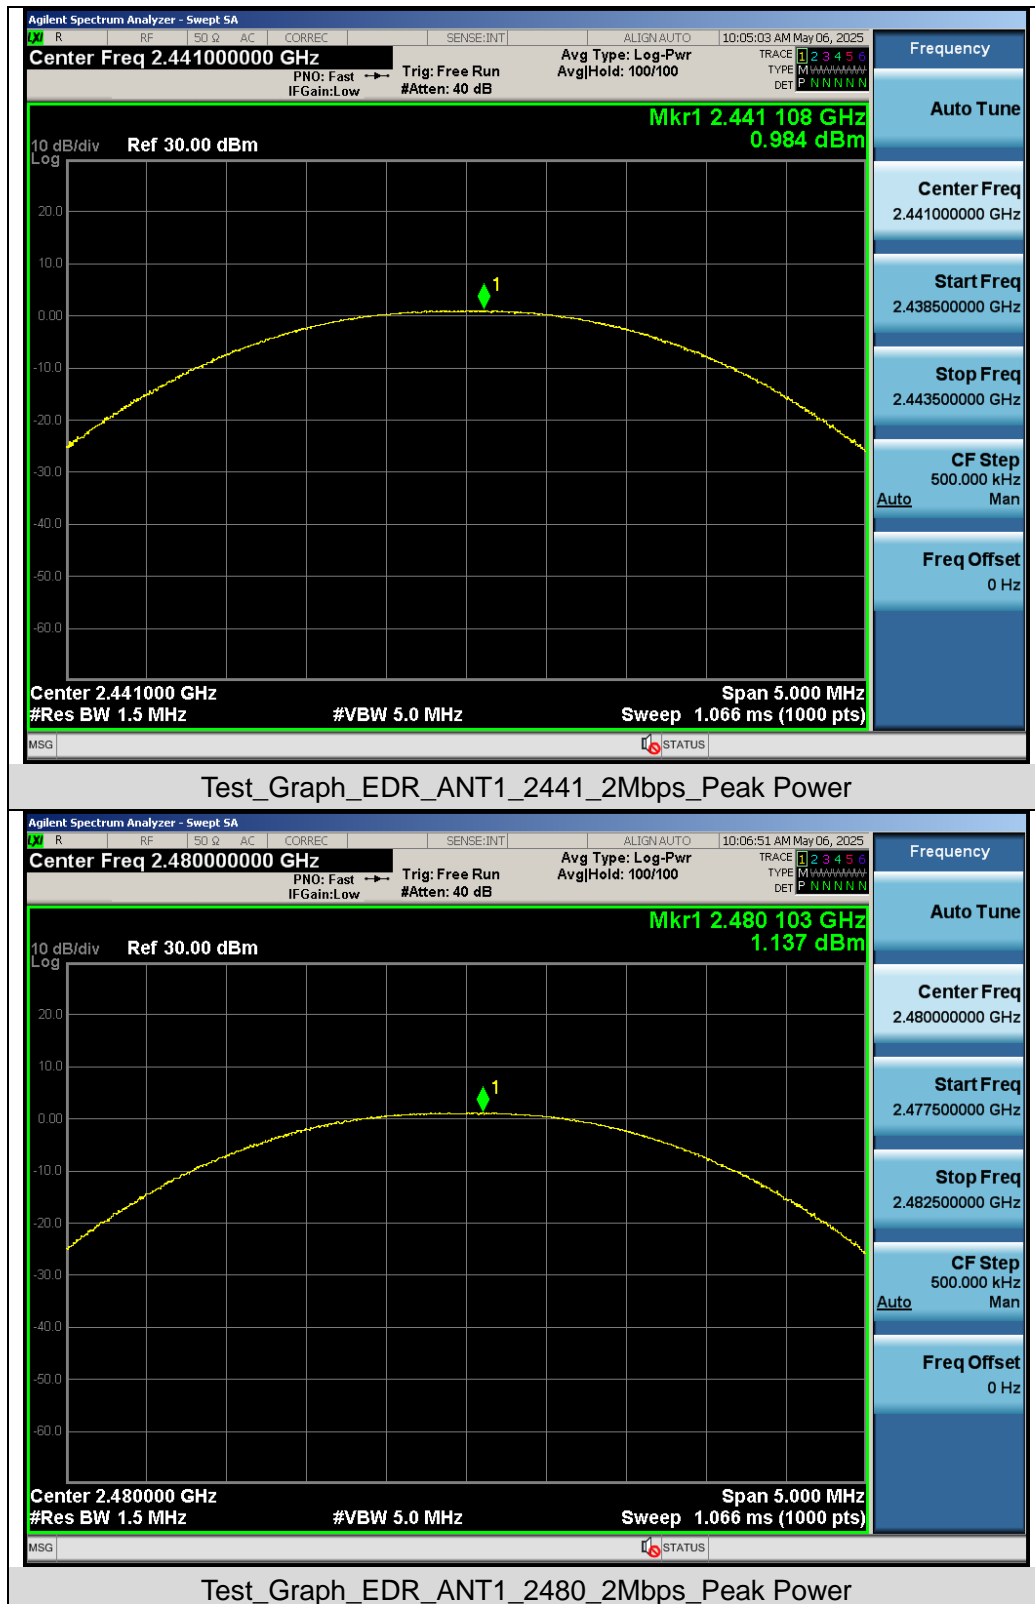 Agilent Spectrum Analyzer - Swept SA
LXI R RF 50 Ω AC CORREC SENSE:INT ALIGN AUTO 10:05:03 AM May 06, 2025
Center Freq 2.441000000 GHz
PNO: Fast
IFGain:Low
Trig: Free Run
#Atten: 40 dB
Avg Type: Log-Pwr
Avg|Hold: 100/100
TRACE 1 2 3 4 5 6
TYPE M
DET P N N N N N
Mkr1 2.441 108 GHz
0.984 dBm
10 dB/div Ref 30.00 dBm
Log
20.0
10.0
1
0.00
-10.0
-20.0
-30.0
-40.0
-50.0
-60.0
Center 2.441000 GHz Span 5.000 MHz
#Res BW 1.5 MHz #VBW 5.0 MHz Sweep 1.066 ms (1000 pts)
MSG STATUS
Frequency
Auto Tune
Center Freq
2.441000000 GHz
Start Freq
2.438500000 GHz
Stop Freq
2.443500000 GHz
CF Step
500.000 kHz
Auto Man
Freq Offset
0 Hz
Test_Graph_EDR_ANT1_2441_2Mbps_Peak Power
Agilent Spectrum Analyzer - Swept SA
LXI R RF 50 Ω AC CORREC SENSE:INT ALIGN AUTO 10:06:51 AM May 06, 2025
Center Freq 2.480000000 GHz
PNO: Fast
IFGain:Low
Trig: Free Run
#Atten: 40 dB
Avg Type: Log-Pwr
Avg|Hold: 100/100
TRACE 1 2 3 4 5 6
TYPE M
DET P N N N N N
Mkr1 2.480 103 GHz
1.137 dBm
10 dB/div Ref 30.00 dBm
Log
20.0
10.0
1
0.00
-10.0
-20.0
-30.0
-40.0
-50.0
-60.0
Center 2.480000 GHz Span 5.000 MHz
#Res BW 1.5 MHz #VBW 5.0 MHz Sweep 1.066 ms (1000 pts)
MSG STATUS
Frequency
Auto Tune
Center Freq
2.480000000 GHz
Start Freq
2.477500000 GHz
Stop Freq
2.482500000 GHz
CF Step
500.000 kHz
Auto Man
Freq Offset
0 Hz
Test_Graph_EDR_ANT1_2480_2Mbps_Peak Power